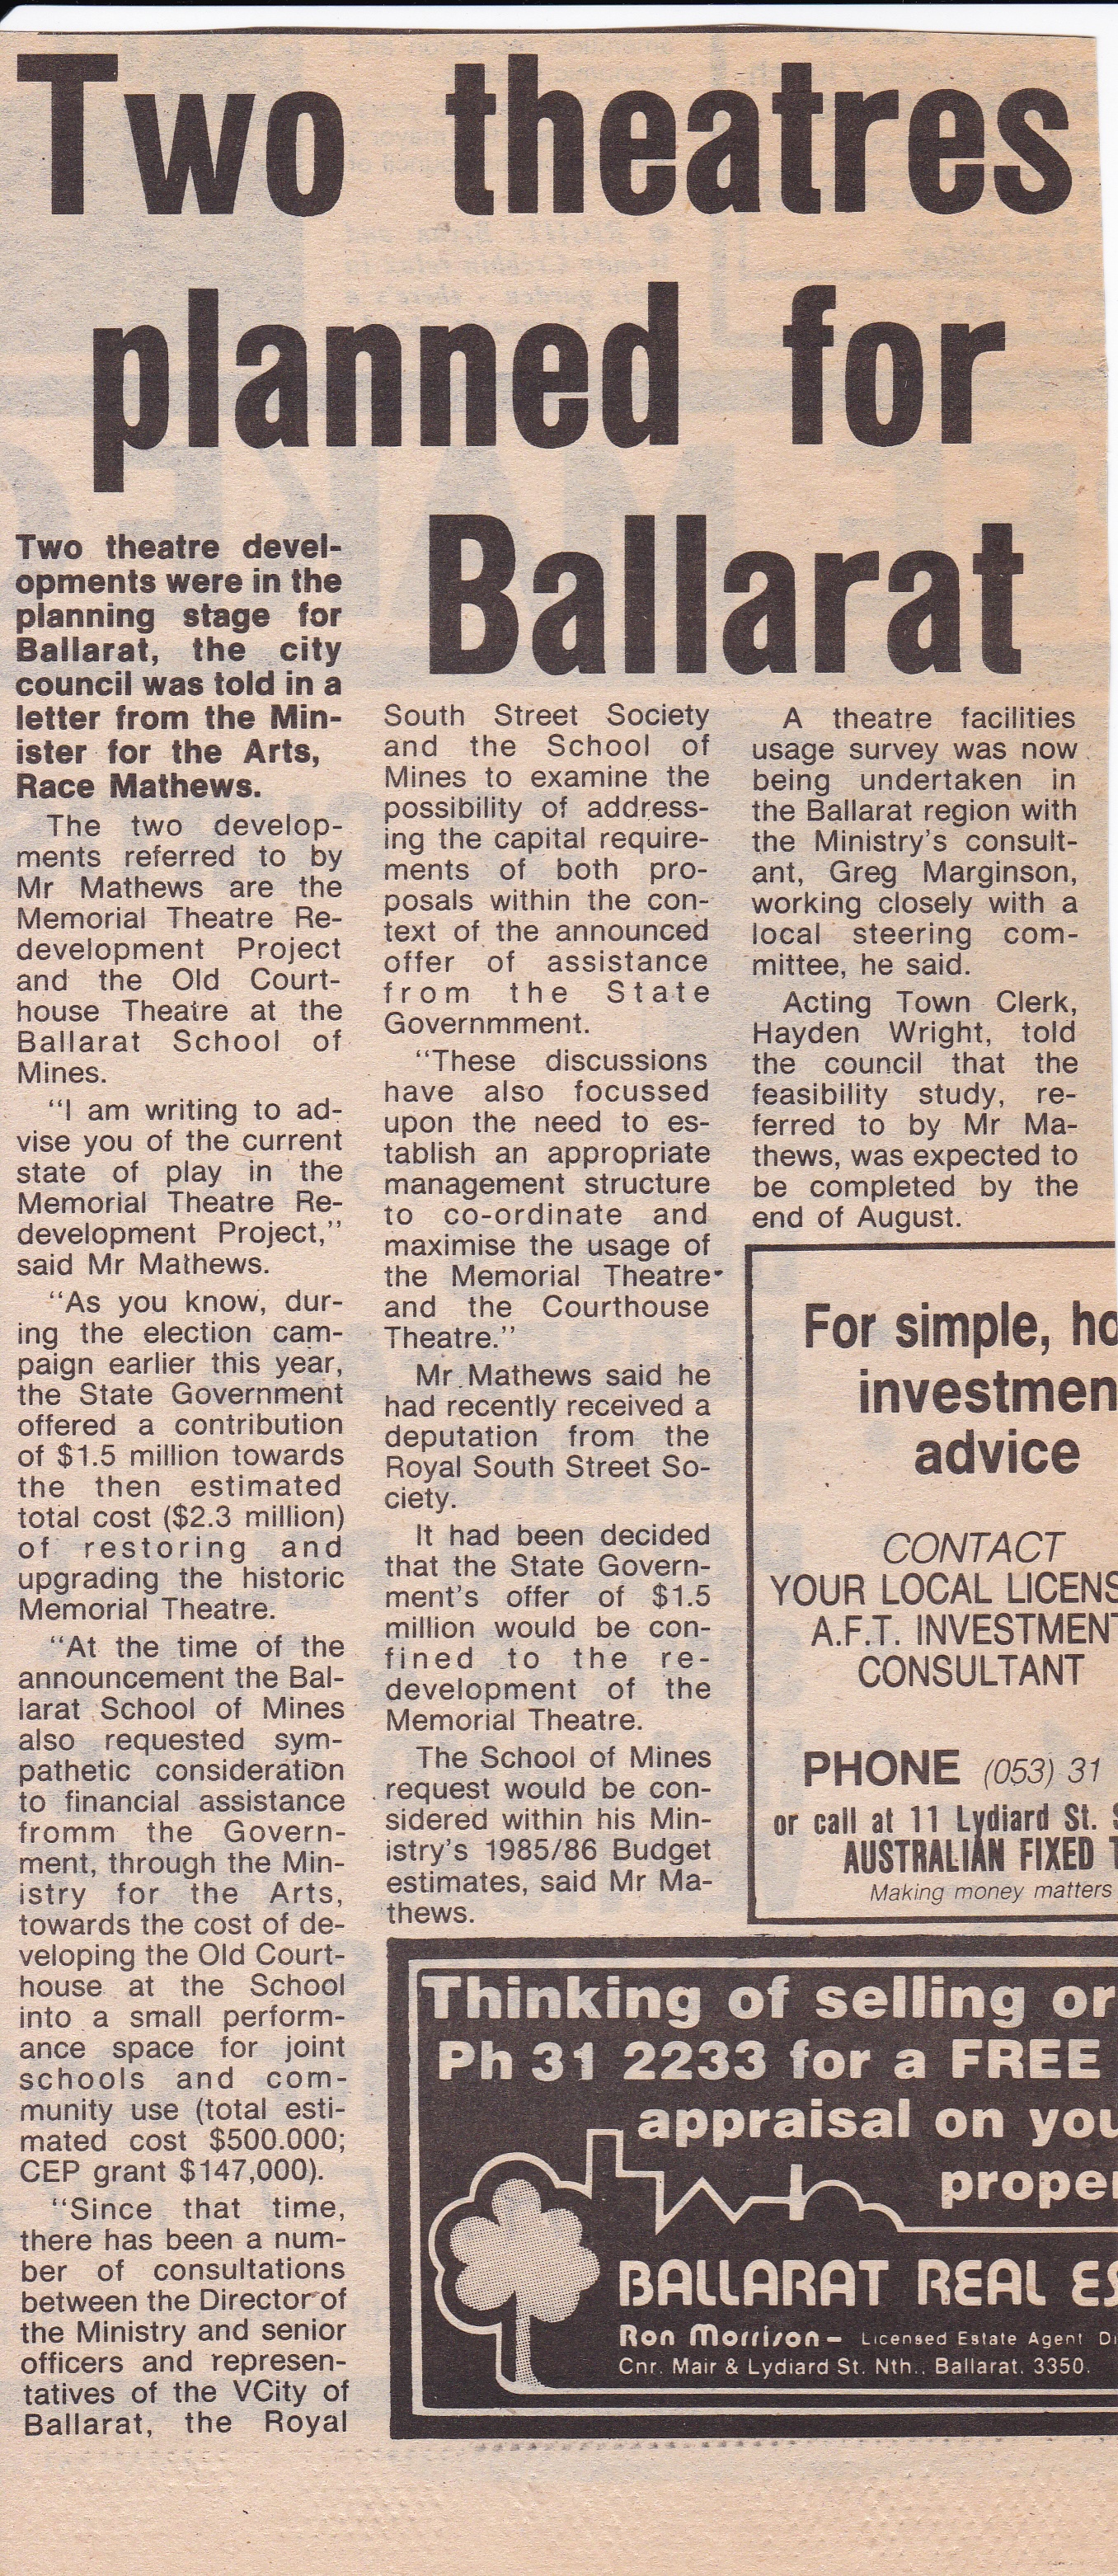 Two theatres
planned for
Ballarat
Two theatre devel-
opments were in the
planning stage for
Ballarat, the city
council was told in a
letter from the Min-
ister for the Arts,
Race Mathews.
The two develop-
ments referred to by
Mr Mathews are the
Memorial Theatre Re-
development Project
and the Old Court-
house Theatre at the
Ballarat School of
Mines.
"I am writing to ad-
vise you of the current
state of play in the
Memorial Theatre Re-
development Project,"
said Mr Mathews.
"As you know, dur-
ing the election cam-
paign earlier this year,
the State Government
offered a contribution
of $1.5 million towards
the then estimated
total cost ($2.3 million)
of restoring and
upgrading the historic
Memorial Theatre.
"At the time of the
announcement the Bal-
larat School of Mines
also requested sym-
pathetic consideration
to financial assistance
fromm the Govern-
ment, through the Min-
istry for the Arts,
towards the cost of de-
veloping the Old Court-
house at the School
into a small perform-
ance space for joint
schools and com-
munity use (total esti-
mated cost $500.000;
CEP grant $147,000).
"Since that time,
there has been a num-
ber of consultations
between the Director of
the Ministry and senior
officers and represen-
tatives of the VCity of
Ballarat, the Royal
South Street Society
and the School of
Mines to examine the
possibility of address-
ing the capital require-
ments of both pro-
posals within the con-
text of the announced
offer of assistance
from the State
Governmment.
"These discussions
have also focussed
upon the need to es-
tablish an appropriate
management structure
to co-ordinate and
maximise the usage of
the Memorial Theatre
and the Courthouse
Theatre."
Mr Mathews said he
had recently received a
deputation from the
Royal South Street So-
ciety.
It had been decided
that the State Govern-
ment's offer of $1.5
million would be con-
fined to the re-
development of the
Memorial Theatre.
The School of Mines
request would be con-
sidered within his Min-
istry's 1985/86 Budget
estimates, said Mr Ma-
thews.
A theatre facilities
usage survey was now
being undertaken in
the Ballarat region with
the Ministry's consult-
ant, Greg Marginson,
working closely with a
local steering com-
mittee, he said.
Acting Town Clerk,
Hayden Wright, told
the council that the
feasibility study, re-
ferred to by Mr Ma-
thews, was expected to
be completed by the
end of August.
For simple, ho
investmen
advice
CONTACT
YOUR LOCAL LICENS
A.F.T. INVESTMENT
CONSULTANT
PHONE (053) 31
or call at 11 Lydiard St. S
AUSTRALIAN FIXED T
Making money matters
Thinking of selling or
Ph 31 2233 for a FREE
appraisal on you
proper
BALLARAT REAL ES
Ron Morrison - Licensed Estate Agent Di
Cnr. Mair & Lydiard St. Nth., Ballarat. 3350.